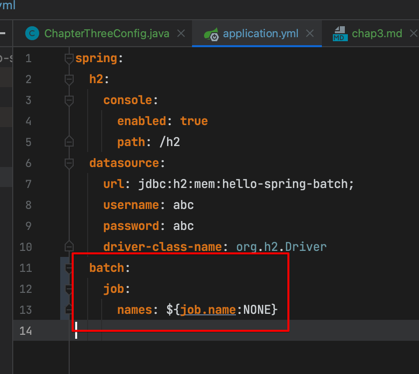 yml
ChapterThreeConfig.java
application.yml
chap3.md
1 spring:
2 h2:
3 console:
4 enabled: true
5 path: /h2
6 datasource:
7 url: jdbc:h2:mem:hello-spring-batch;
8 username: abc
9 password: abc
10 driver-class-name: org.h2.Driver
11 batch:
12 job:
13 names: ${job.name:NONE}
14